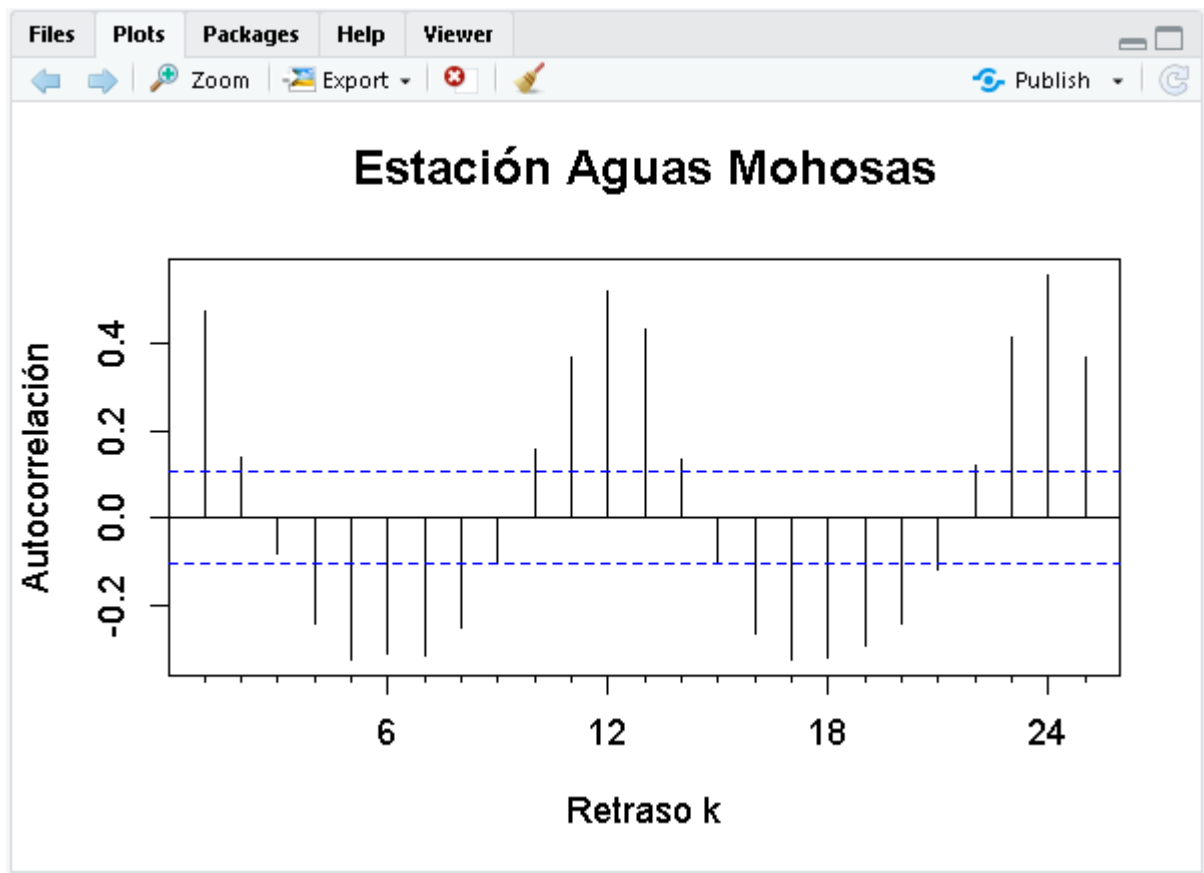 Files Plots Packages Help Viewer
Zoom Export Publish
Estación Aguas Mohosas
Autocorrelación
0.4
0.2
0.0
-0.2
6 12 18 24
Retraso k